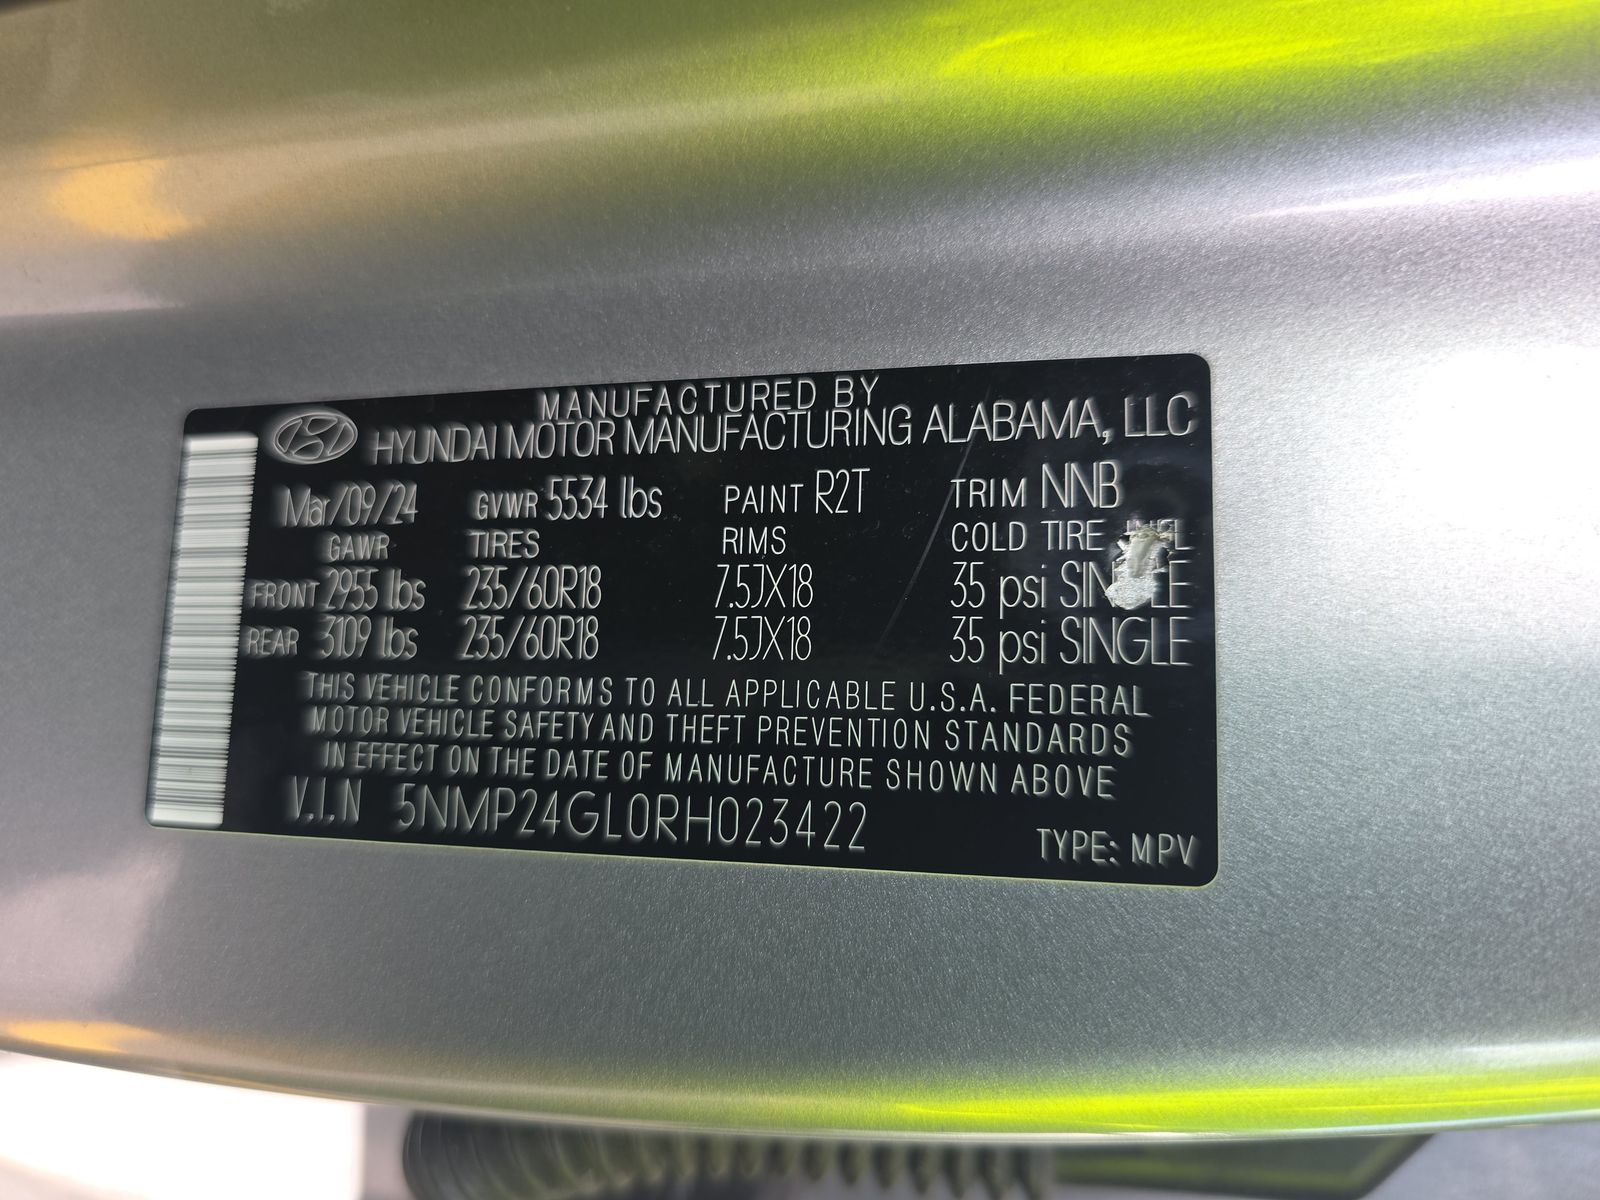 MANUFACTURED BY
HYUNDAI MOTOR MANUFACTURING ALABAMA, LLC
Mar/09/24 GVWR 5534 lbs PAINT R2T TRIM NNB
GAWR TIRES RIMS COLD TIRE
FRONT 2955 lbs 235/60R18 7.5JX18 35 psi SINGLE
REAR 3109 lbs 235/60R18 7.5JX18 35 psi SINGLE
THIS VEHICLE CONFORMS TO ALL APPLICABLE U.S.A. FEDERAL
MOTOR VEHICLE SAFETY AND THEFT PREVENTION STANDARDS
IN EFFECT ON THE DATE OF MANUFACTURE SHOWN ABOVE
V.I.N 5NMP24GL0RH023422 TYPE: MPV